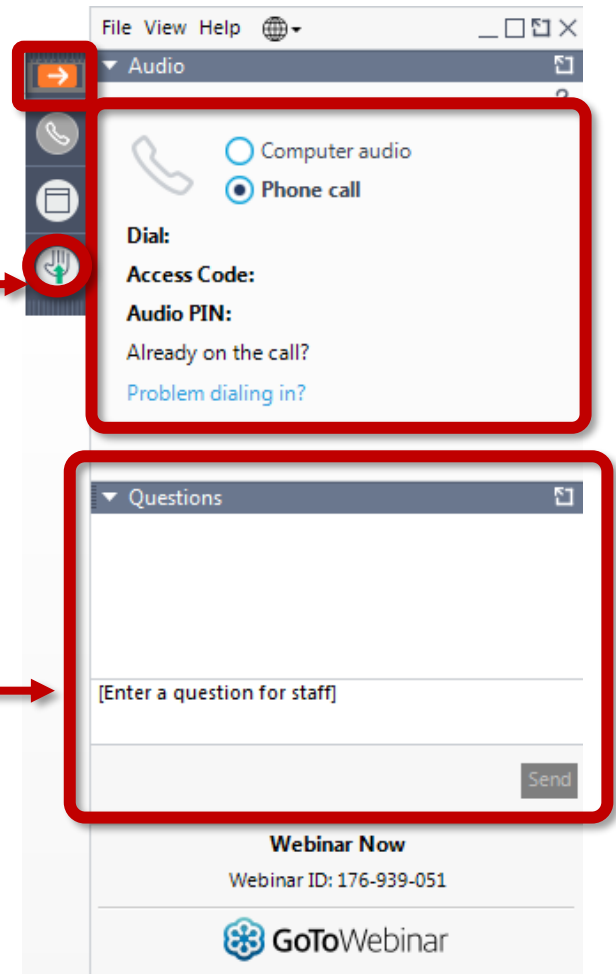 File View Help
Audio
?
Computer audio
Phone call
Dial:
Access Code:
Audio PIN:
Already on the call?
Problem dialing in?
Questions
[Enter a question for staff]
Send
Webinar Now
Webinar ID: 176-939-051
GoToWebinar